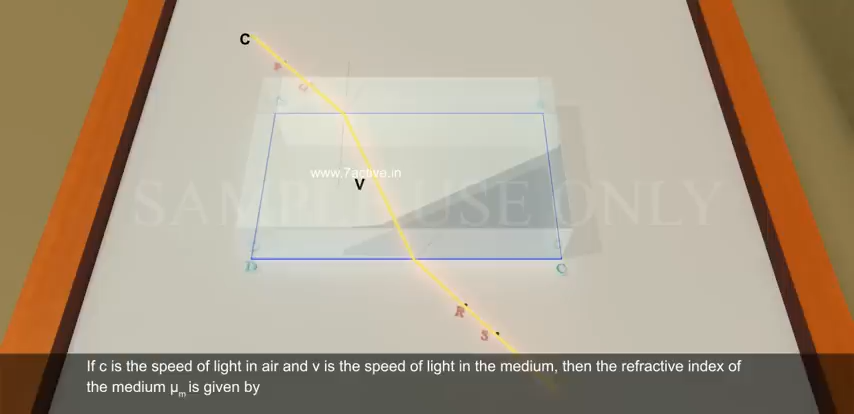 C
P
www.7active.in
V
SAMPLE USE ONLY
D
C
R
S
If c is the speed of light in air and v is the speed of light in the medium, then the refractive index of
the medium μm is given by